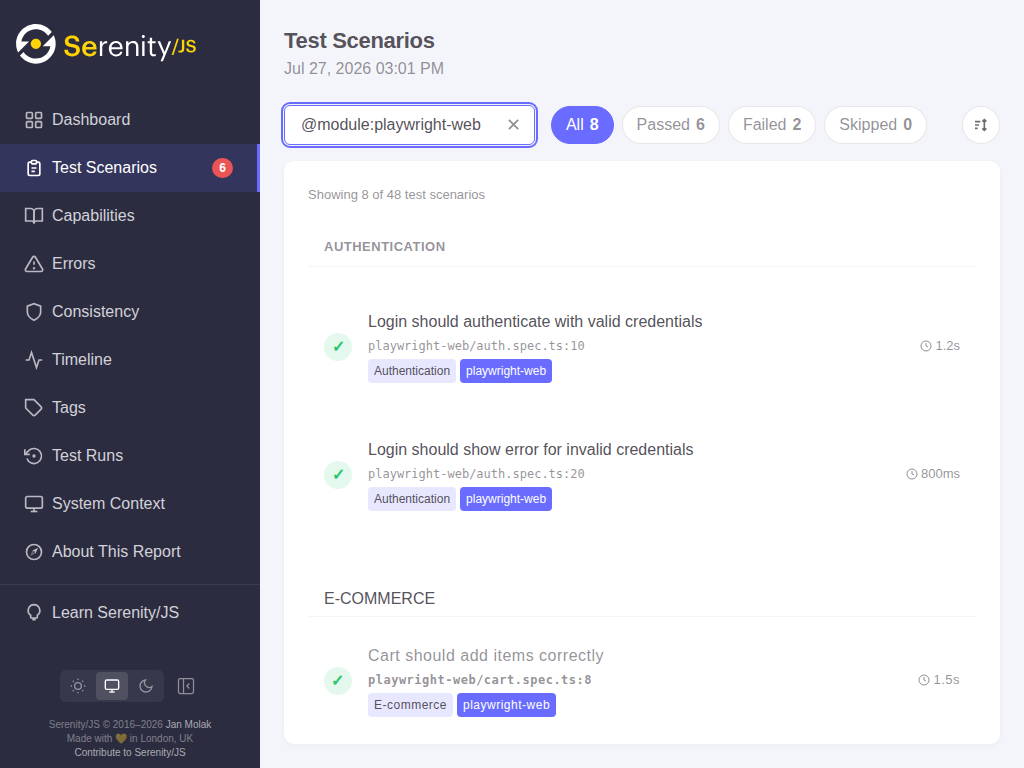 Serenity/JS
Dashboard
Test Scenarios 6
Capabilities
Errors
Consistency
Timeline
Tags
Test Runs
System Context
About This Report
Learn Serenity/JS
Serenity/JS © 2016–2026 Jan Molak
Made with 💛 in London, UK
Contribute to Serenity/JS
Test Scenarios
Jul 27, 2026 03:01 PM
@module:playwright-web
All 8
Passed 6
Failed 2
Skipped 0
Showing 8 of 48 test scenarios
AUTHENTICATION
Login should authenticate with valid credentials
playwright-web/auth.spec.ts:10
1.2s
Authentication playwright-web
Login should show error for invalid credentials
playwright-web/auth.spec.ts:20
800ms
Authentication playwright-web
E-COMMERCE
Cart should add items correctly
playwright-web/cart.spec.ts:8
1.5s
E-commerce playwright-web